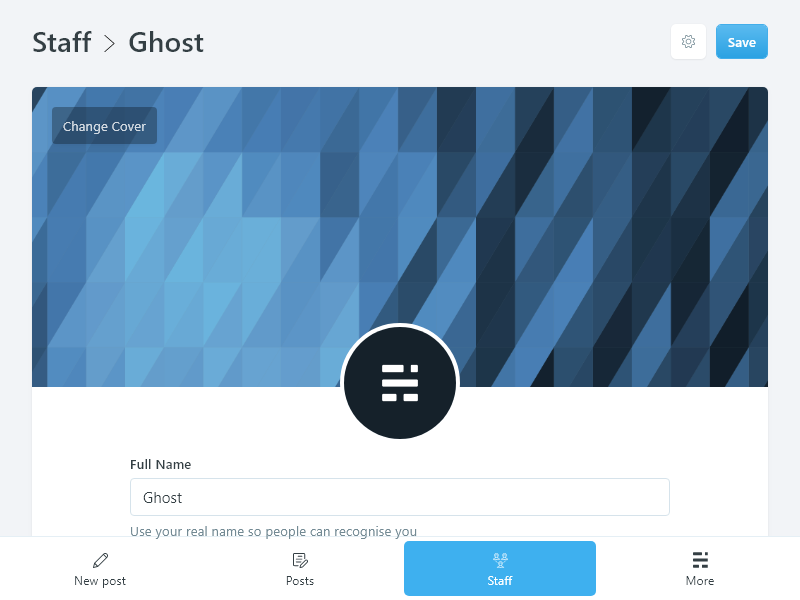 Staff > Ghost
Save
Change Cover
Full Name
Ghost
Use your real name so people can recognise you
New post
Posts
Staff
More